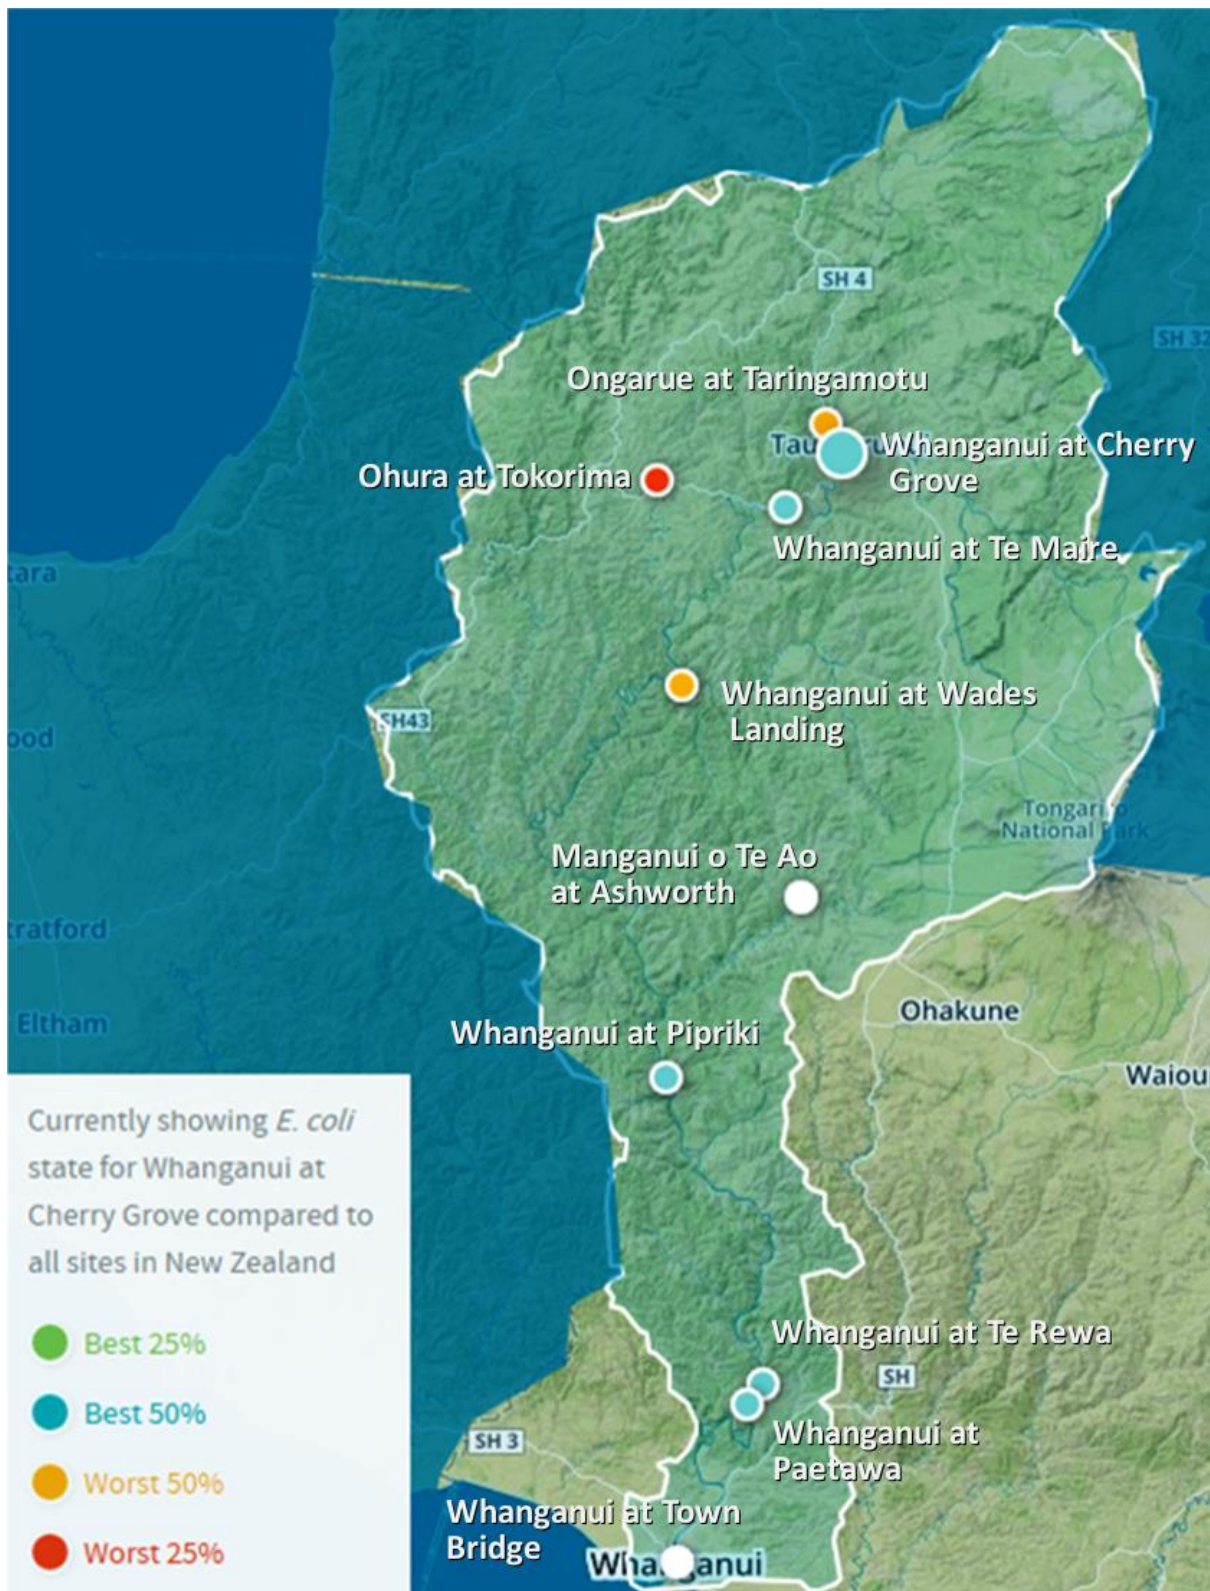 SH 4
SH 32
Ongarue at Taringamotu
Whanganui at Cherry
Grove
Ohura at Tokorima
Whanganui at Te Maire
tara
Whanganui at Wades
Landing
SH43
ood
Tongariro
National Park
Manganui o Te Ao
at Ashworth
tratford
Ohakune
Eltham
Whanganui at Pipriki
Waiou
Currently showing E. coli
state for Whanganui at
Cherry Grove compared to
all sites in New Zealand
Best 25%
Best 50%
Worst 50%
Worst 25%
Whanganui at Te Rewa
SH
SH 3
Whanganui at
Paetawa
Whanganui at Town
Bridge
Whanganui